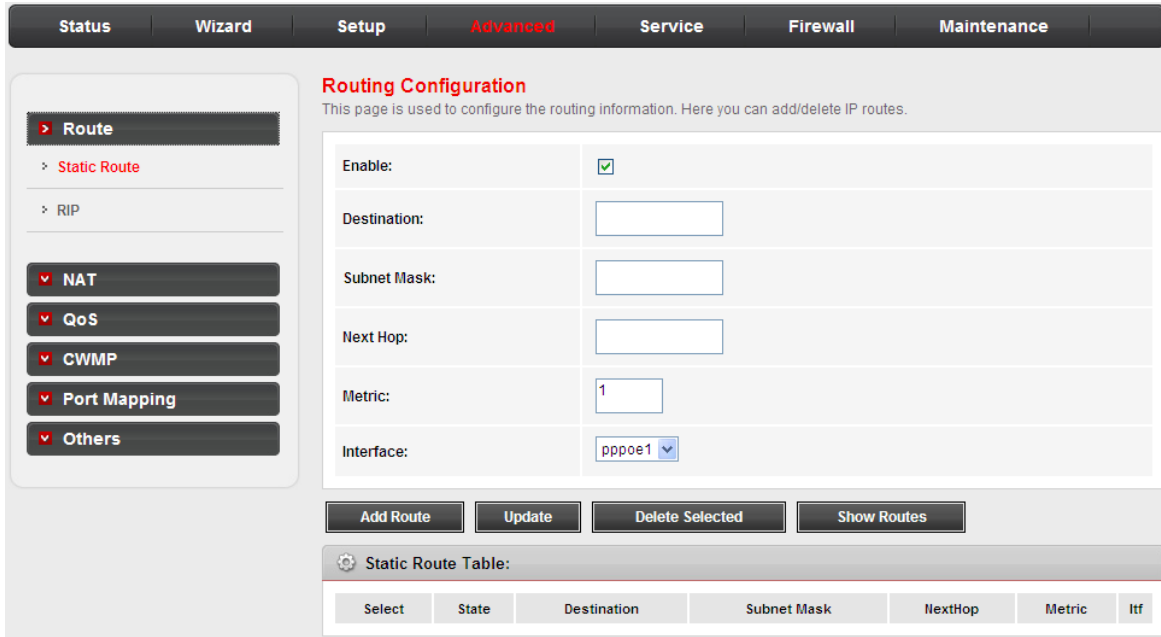 Status Wizard Setup Advanced Service Firewall Maintenance
Route
Static Route
RIP
NAT
QoS
CWMP
Port Mapping
Others
Routing Configuration
This page is used to configure the routing information. Here you can add/delete IP routes.
Enable:
Destination:
Subnet Mask:
Next Hop:
Metric: 1
Interface: pppoe1
Add Route Update Delete Selected Show Routes
Static Route Table:
Select State Destination Subnet Mask NextHop Metric Itf